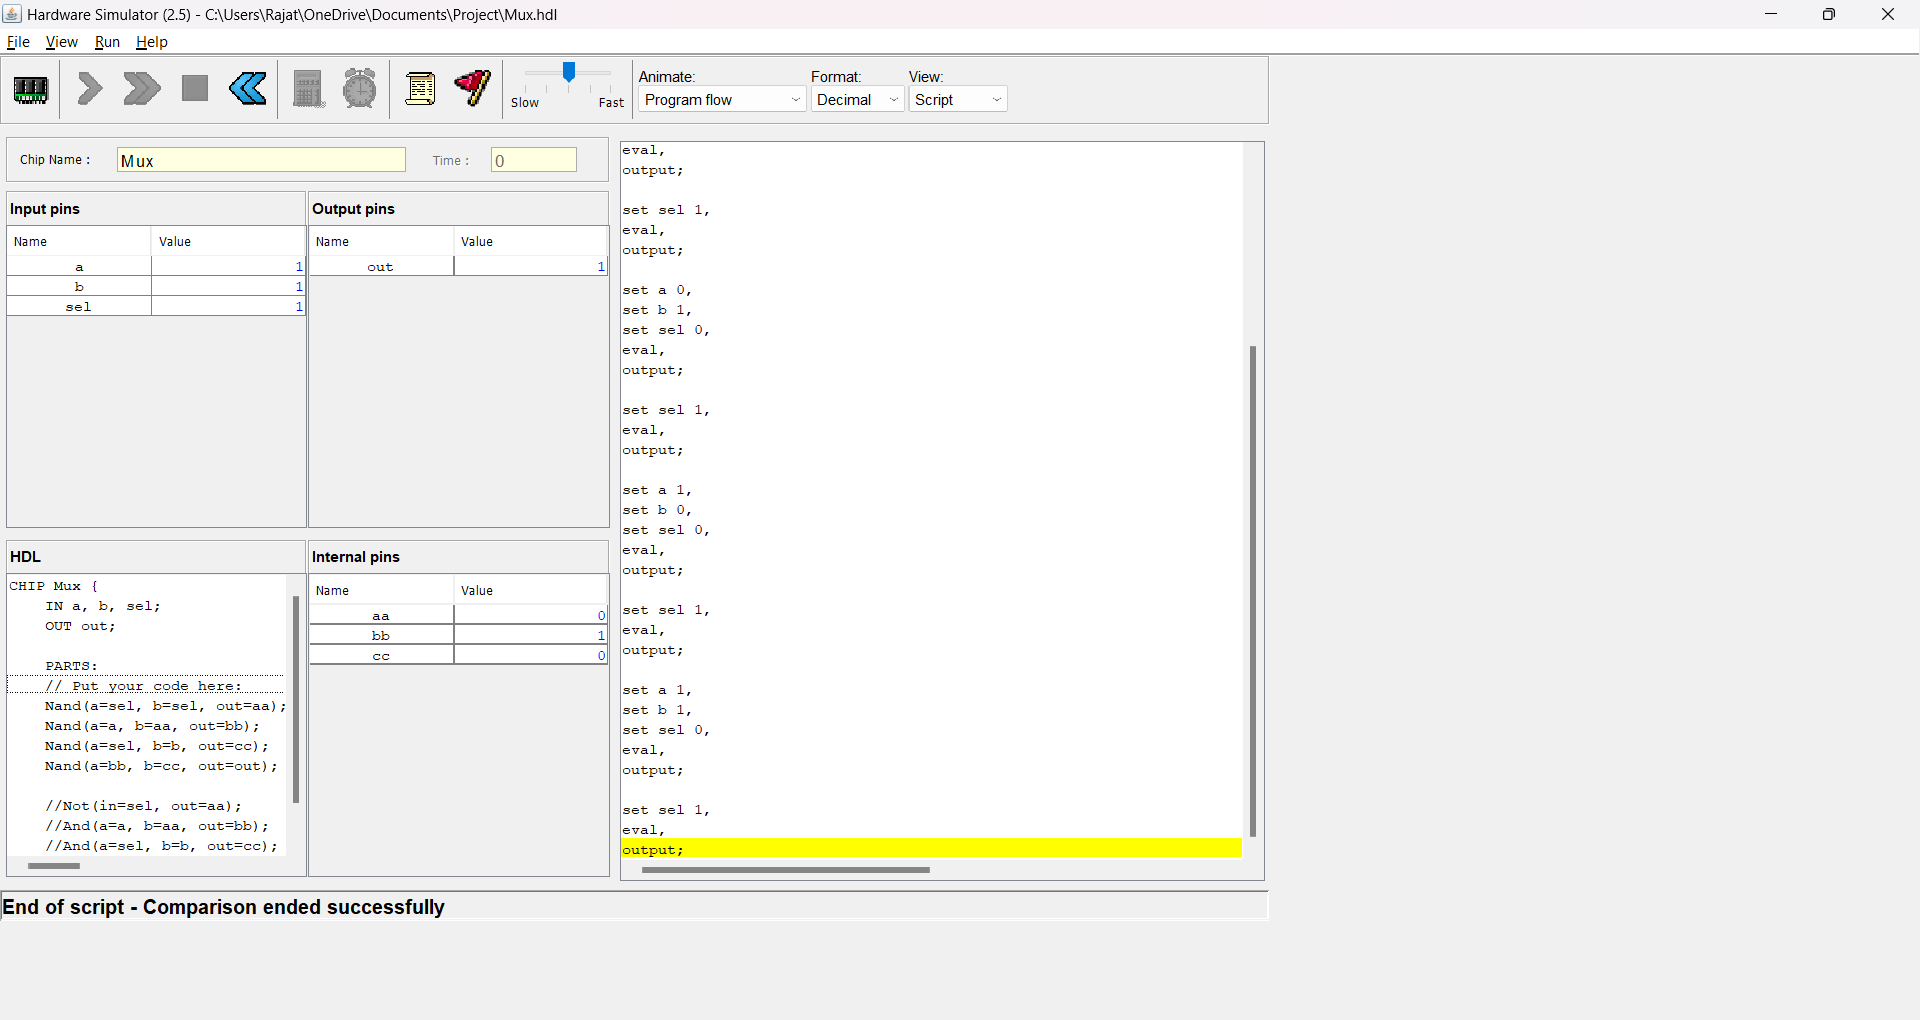 Hardware Simulator (2.5) - C:\Users\Rajat\OneDrive\Documents\Project\Mux.hdl
File View Run Help
Slow Fast
Animate: Format: View:
Program flow Decimal Script
Chip Name : Mux Time : 0
Input pins Output pins
Name Value Name Value
a 1 out 1
b 1
sel 1
HDL Internal pins
CHIP Mux {
IN a, b, sel;
OUT out;
PARTS:
// Put your code here:
Nand(a=sel, b=sel, out=aa);
Nand(a=a, b=aa, out=bb);
Nand(a=sel, b=b, out=cc);
Nand(a=bb, b=cc, out=out);
//Not(in=sel, out=aa);
//And(a=a, b=aa, out=bb);
//And(a=sel, b=b, out=cc);
Name Value
aa 0
bb 1
cc 0
eval,
output;
set sel 1,
eval,
output;
set a 0,
set b 1,
set sel 0,
eval,
output;
set sel 1,
eval,
output;
set a 1,
set b 0,
set sel 0,
eval,
output;
set sel 1,
eval,
output;
set a 1,
set b 1,
set sel 0,
eval,
output;
set sel 1,
eval,
output;
End of script - Comparison ended successfully